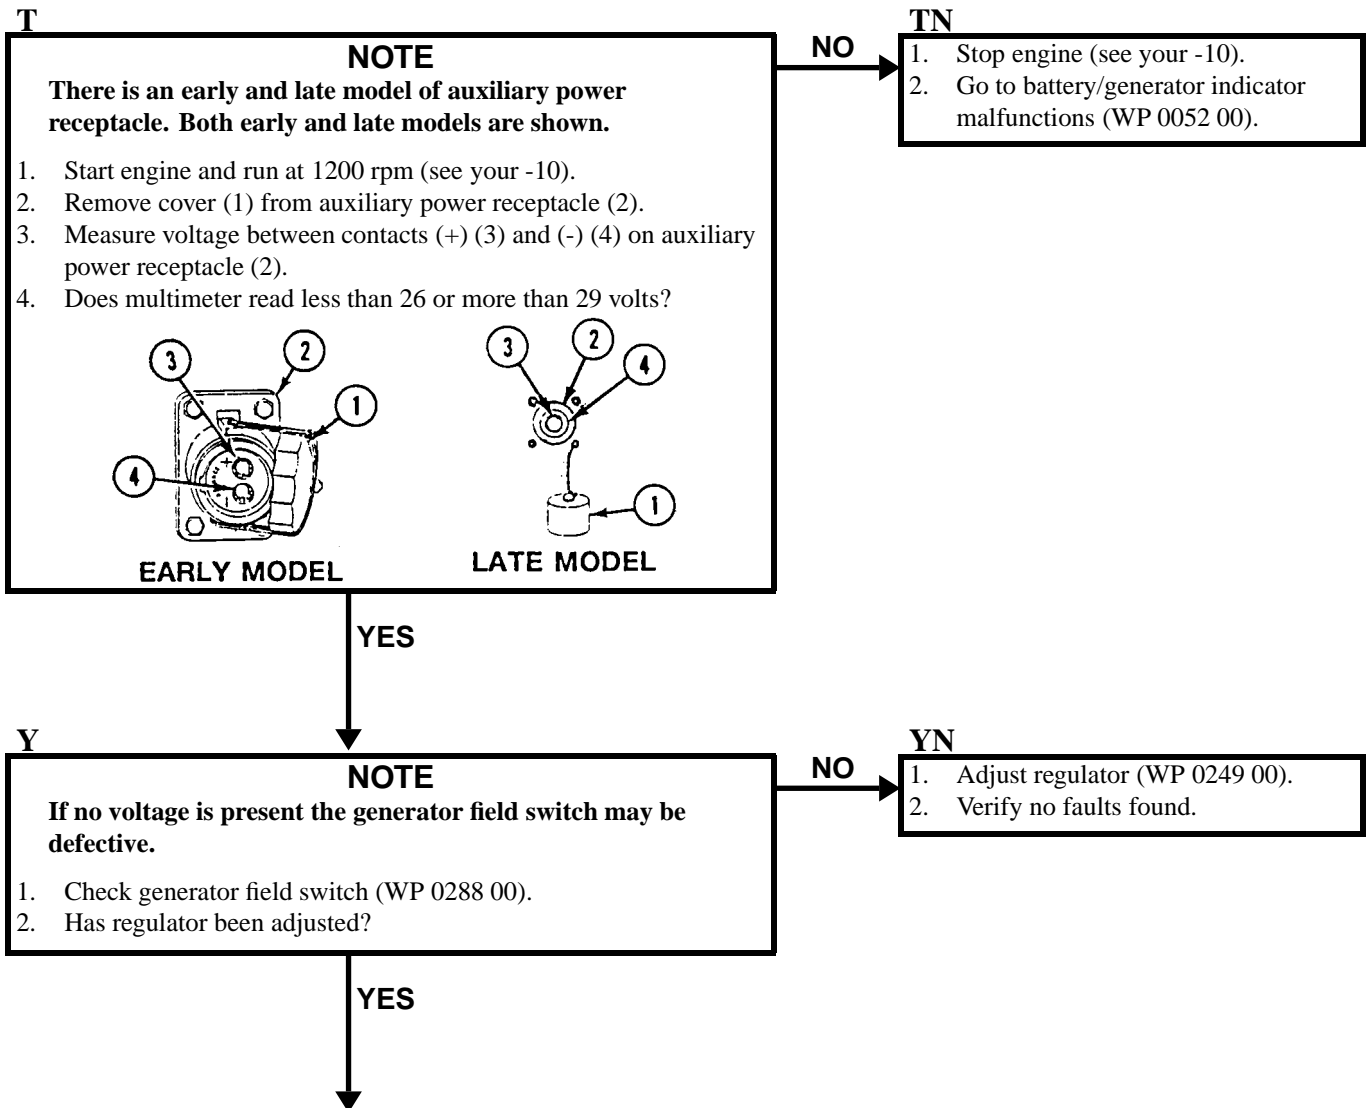 T
NOTE
There is an early and late model of auxiliary power
receptacle. Both early and late models are shown.
1. Start engine and run at 1200 rpm (see your -10).
2. Remove cover (1) from auxiliary power receptacle (2).
3. Measure voltage between contacts (+) (3) and (-) (4) on auxiliary
power receptacle (2).
4. Does multimeter read less than 26 or more than 29 volts?
3
2
1
4
+
-
EARLY MODEL
3
2
4
1
LATE MODEL
NO
TN
1. Stop engine (see your -10).
2. Go to battery/generator indicator
malfunctions (WP 0052 00).
YES
Y
NOTE
If no voltage is present the generator field switch may be
defective.
1. Check generator field switch (WP 0288 00).
2. Has regulator been adjusted?
NO
YN
1. Adjust regulator (WP 0249 00).
2. Verify no faults found.
YES